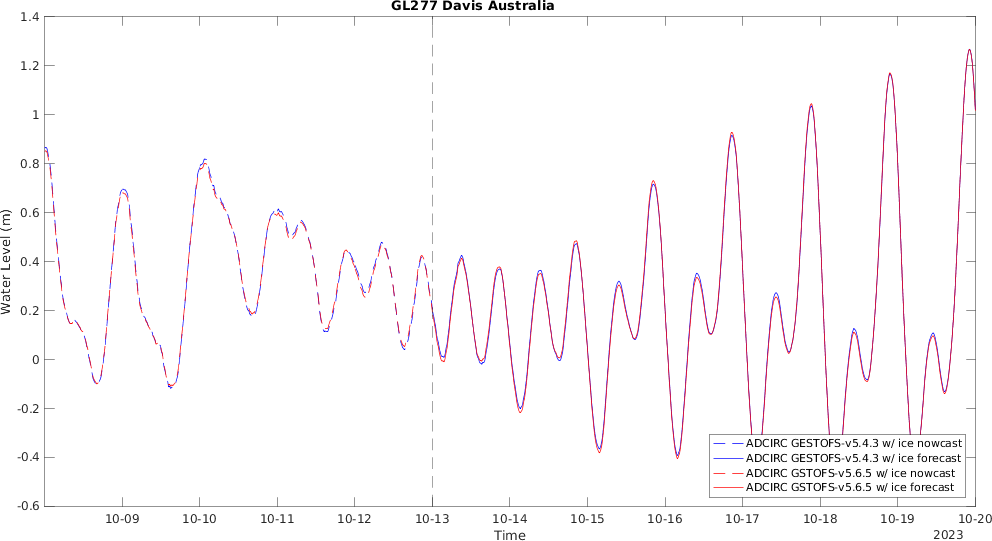 GL277 Davis Australia
1.4
1.2
1
0.8
0.6
0.4
0.2
0
-0.2
-0.4
-0.6
Water Level (m)
ADCIRC GESTOFS-v5.4.3 w/ ice nowcast
ADCIRC GESTOFS-v5.4.3 w/ ice forecast
ADCIRC GSTOFS-v5.6.5 w/ ice nowcast
ADCIRC GSTOFS-v5.6.5 w/ ice forecast
10-09 10-10 10-11 10-12 10-13 10-14 10-15 10-16 10-17 10-18 10-19 10-20
Time
2023